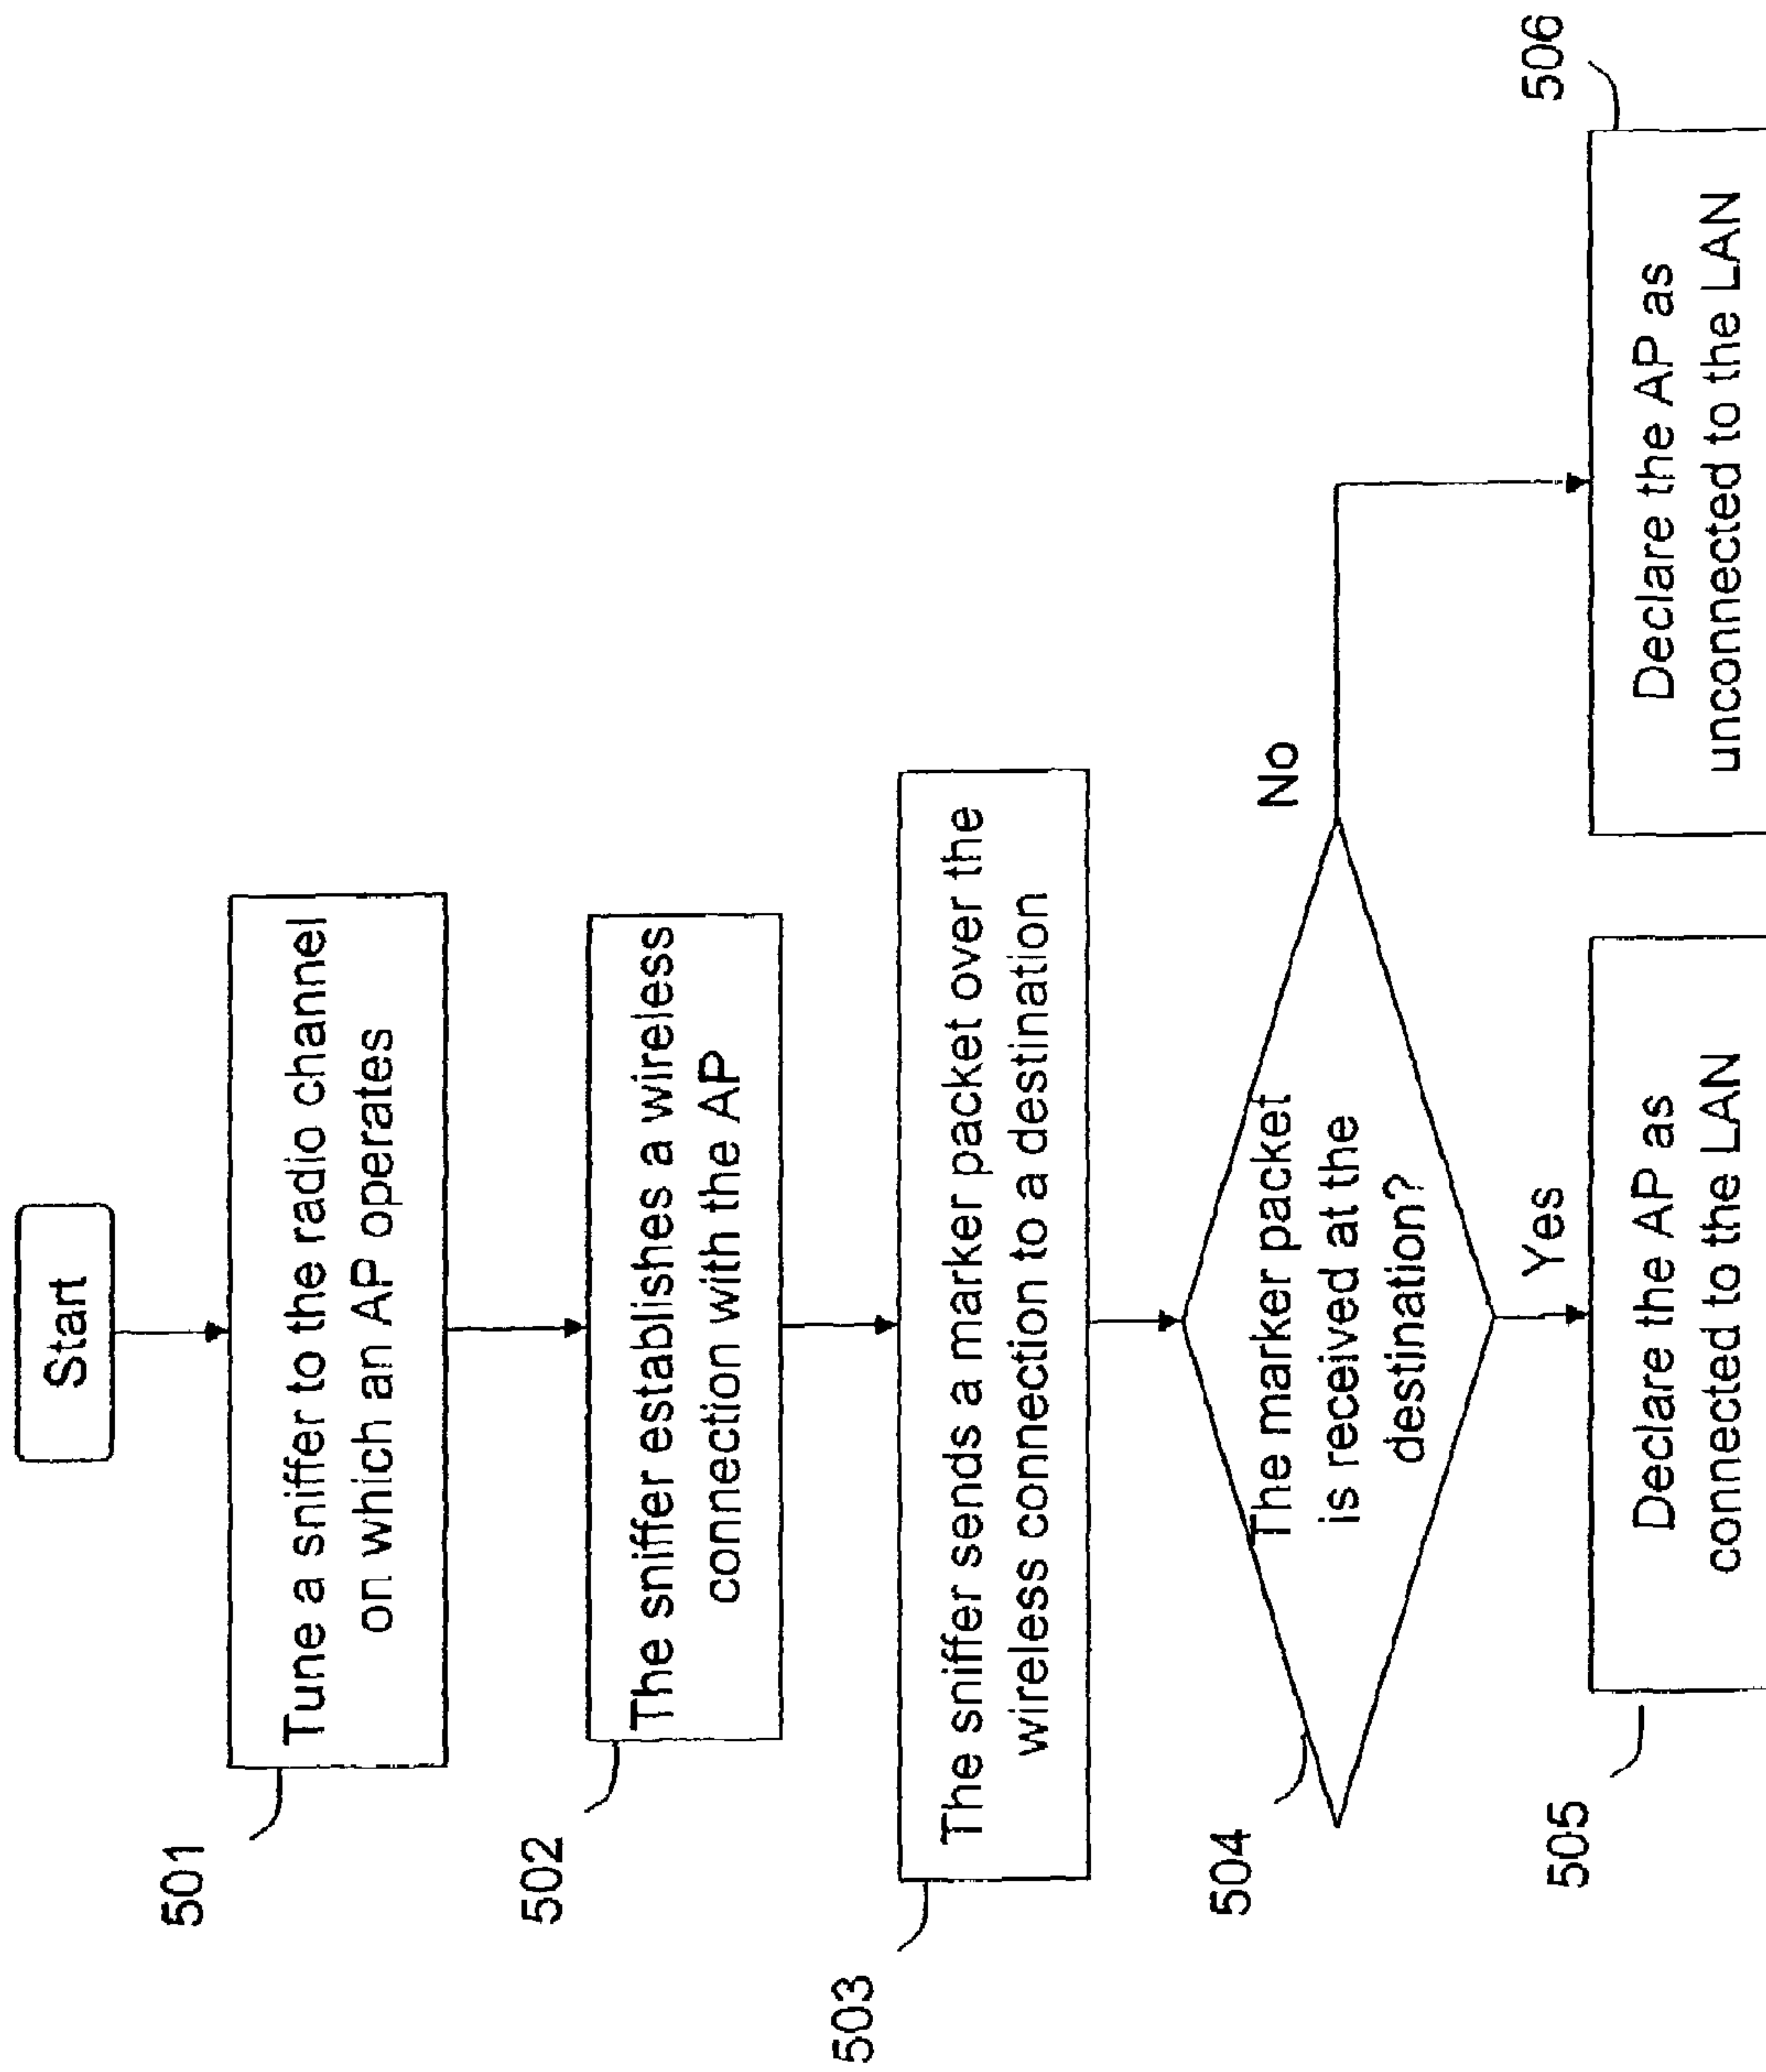 Start
501
Tune a sniffer to the radio channel
on which an AP operates
502
The sniffer establishes a wireless
connection with the AP
503
The sniffer sends a marker packet over the
wireless connection to a destination
504
The marker packet
is received at the
destination?
No
Yes
505
Declare the AP as
connected to the LAN
506
Declare the AP as
unconnected to the LAN